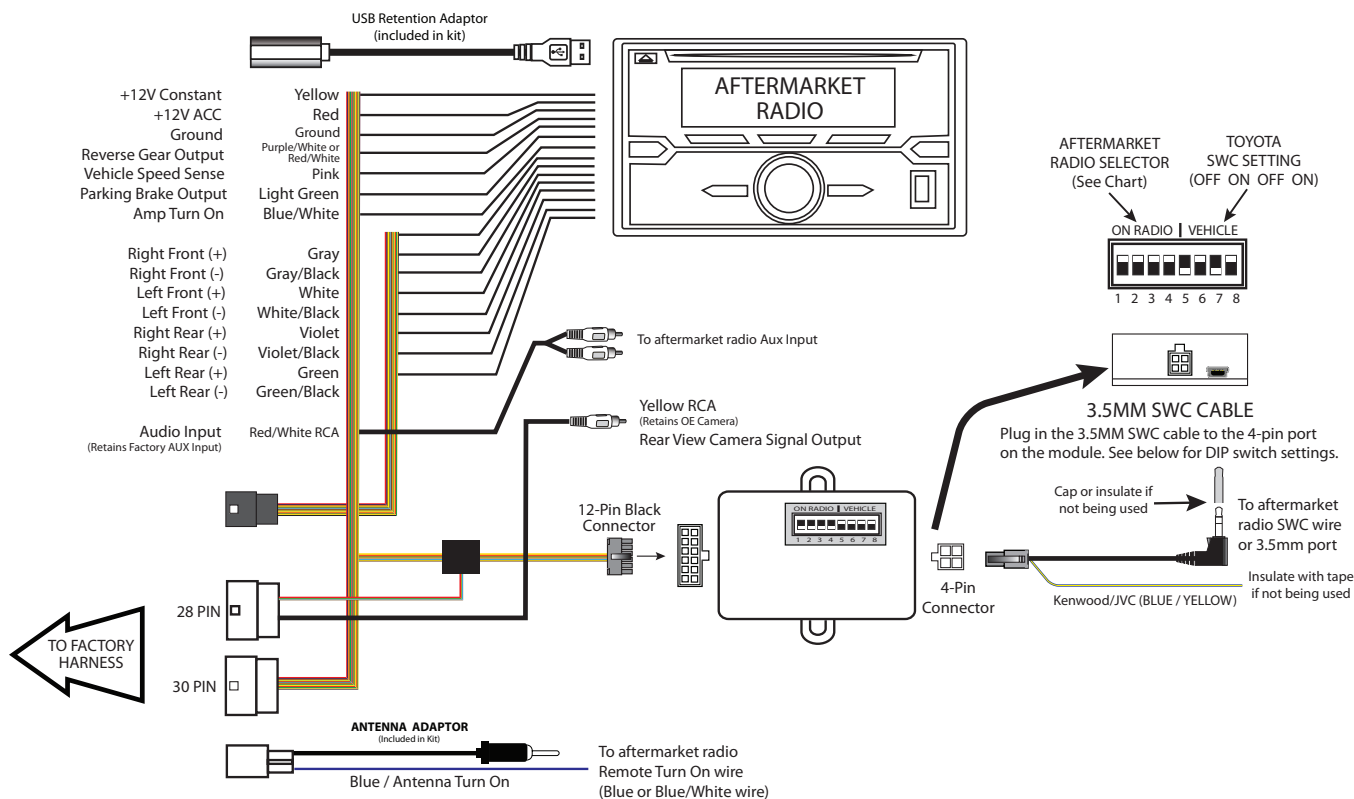 USB Retention Adaptor
(included in kit)
AFTERMARKET
RADIO
+12V Constant Yellow
+12V ACC Red
Ground Ground
Reverse Gear Output Purple/White or
Red/White
Vehicle Speed Sense Pink
Parking Brake Output Light Green
Amp Turn On Blue/White
Right Front (+) Gray
Right Front (-) Gray/Black
Left Front (+) White
Left Front (-) White/Black
Right Rear (+) Violet
Right Rear (-) Violet/Black
Left Rear (+) Green
Left Rear (-) Green/Black
Audio Input Red/White RCA
(Retains Factory AUX Input)
To aftermarket radio Aux Input
Yellow RCA
(Retains OE Camera)
Rear View Camera Signal Output
AFTERMARKET
RADIO SELECTOR
(See Chart)
TOYOTA
SWC SETTING
(OFF ON OFF ON)
ON RADIO VEHICLE
1 2 3 4 5 6 7 8
3.5MM SWC CABLE
Plug in the 3.5MM SWC cable to the 4-pin port
on the module. See below for DIP switch settings.
Cap or insulate if
not being used
To aftermarket
radio SWC wire
or 3.5mm port
12-Pin Black
Connector
ON RADIO VEHICLE
1 2 3 4 5 6 7 8
4-Pin
Connector
Kenwood/JVC (BLUE / YELLOW)
Insulate with tape
if not being used
28 PIN
TO FACTORY
HARNESS
30 PIN
ANTENNA ADAPTOR
(Included in Kit)
Blue / Antenna Turn On
To aftermarket radio
Remote Turn On wire
(Blue or Blue/White wire)